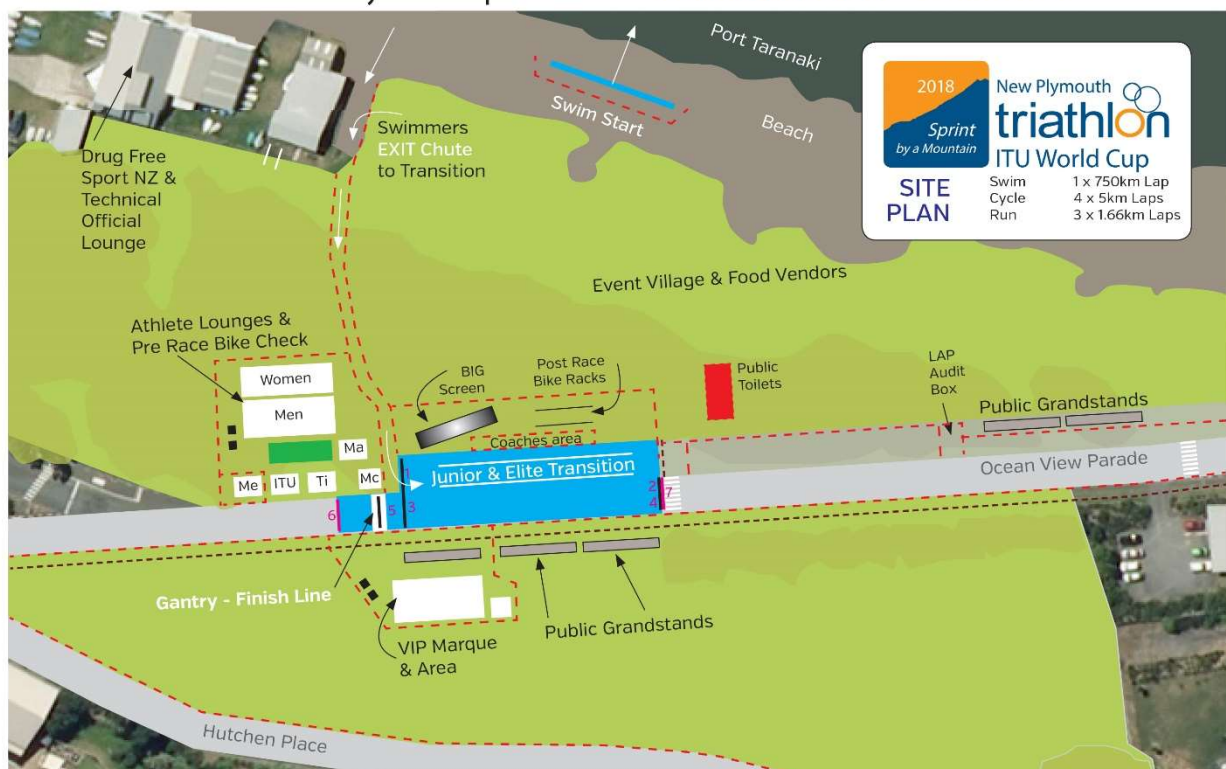 Port Taranaki
Beach
Swim Start
2018
Sprint
by a Mountain
New Plymouth
triathlon
ITU World Cup
SITE
PLAN
Swim 1 x 750km Lap
Cycle 4 x 5km Laps
Run 3 x 1.66km Laps
Swimmers
EXIT Chute
to Transition
Drug Free
Sport NZ &
Technical
Official
Lounge
Event Village & Food Vendors
Athlete Lounges &
Pre Race Bike Check
Women
Men
Ma
Me
ITU
Ti
Mc
BIG
Screen
Post Race
Bike Racks
Public
Toilets
LAP
Audit
Box
Public Grandstands
Coaches area
Junior & Elite Transition
Ocean View Parade
1
2
3
4
5
6
7
Gantry - Finish Line
VIP Marque
& Area
Public Grandstands
Hutchen Place